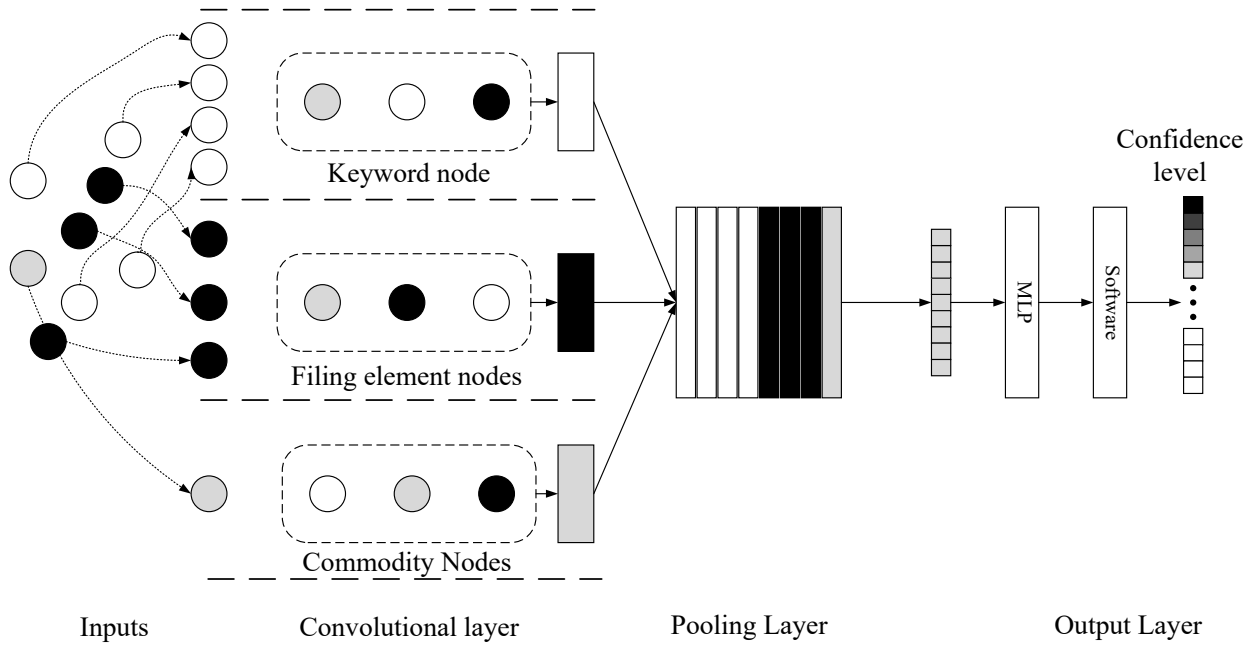 Confidence
level
Keyword node
Filing element nodes
Commodity Nodes
MLP
Software
Inputs
Convolutional layer
Pooling Layer
Output Layer